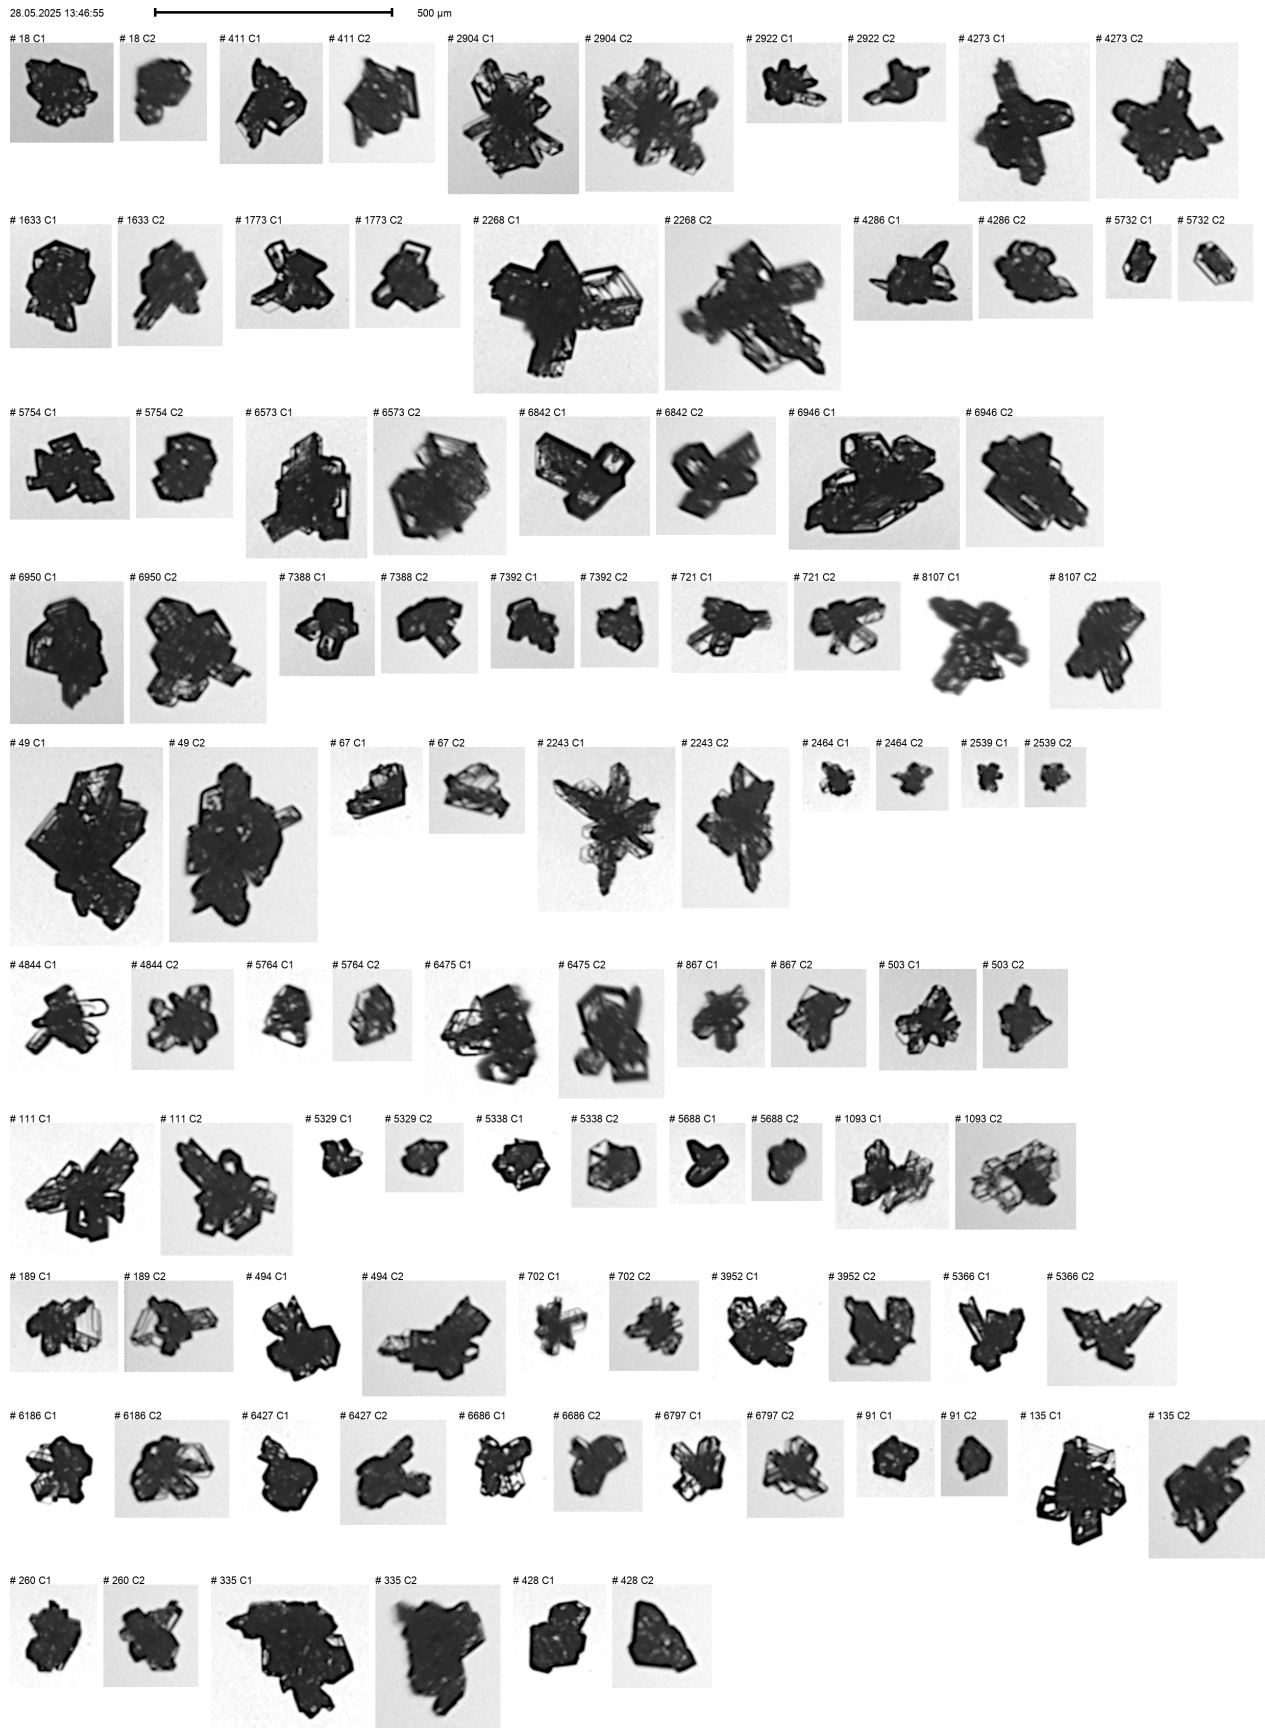 28.05.2025 13:46:55 500 µm
# 18 C1 # 18 C2 # 411 C1 # 411 C2 # 2904 C1 # 2904 C2 # 2922 C1 # 2922 C2 # 4273 C1 # 4273 C2
# 1633 C1 # 1633 C2 # 1773 C1 # 1773 C2 # 2268 C1 # 2268 C2 # 4286 C1 # 4286 C2 # 5732 C1 # 5732 C2
# 5754 C1 # 5754 C2 # 6573 C1 # 6573 C2 # 6842 C1 # 6842 C2 # 6946 C1 # 6946 C2
# 6950 C1 # 6950 C2 # 7388 C1 # 7388 C2 # 7392 C1 # 7392 C2 # 721 C1 # 721 C2 # 8107 C1 # 8107 C2
# 49 C1 # 49 C2 # 67 C1 # 67 C2 # 2243 C1 # 2243 C2 # 2464 C1 # 2464 C2 # 2539 C1 # 2539 C2
# 4844 C1 # 4844 C2 # 5764 C1 # 5764 C2 # 6475 C1 # 6475 C2 # 867 C1 # 867 C2 # 503 C1 # 503 C2
# 111 C1 # 111 C2 # 5329 C1 # 5329 C2 # 5338 C1 # 5338 C2 # 5688 C1 # 5688 C2 # 1093 C1 # 1093 C2
# 189 C1 # 189 C2 # 494 C1 # 494 C2 # 702 C1 # 702 C2 # 3952 C1 # 3952 C2 # 5366 C1 # 5366 C2
# 6186 C1 # 6186 C2 # 6427 C1 # 6427 C2 # 6686 C1 # 6686 C2 # 6797 C1 # 6797 C2 # 91 C1 # 91 C2 # 135 C1 # 135 C2
# 260 C1 # 260 C2 # 335 C1 # 335 C2 # 428 C1 # 428 C2